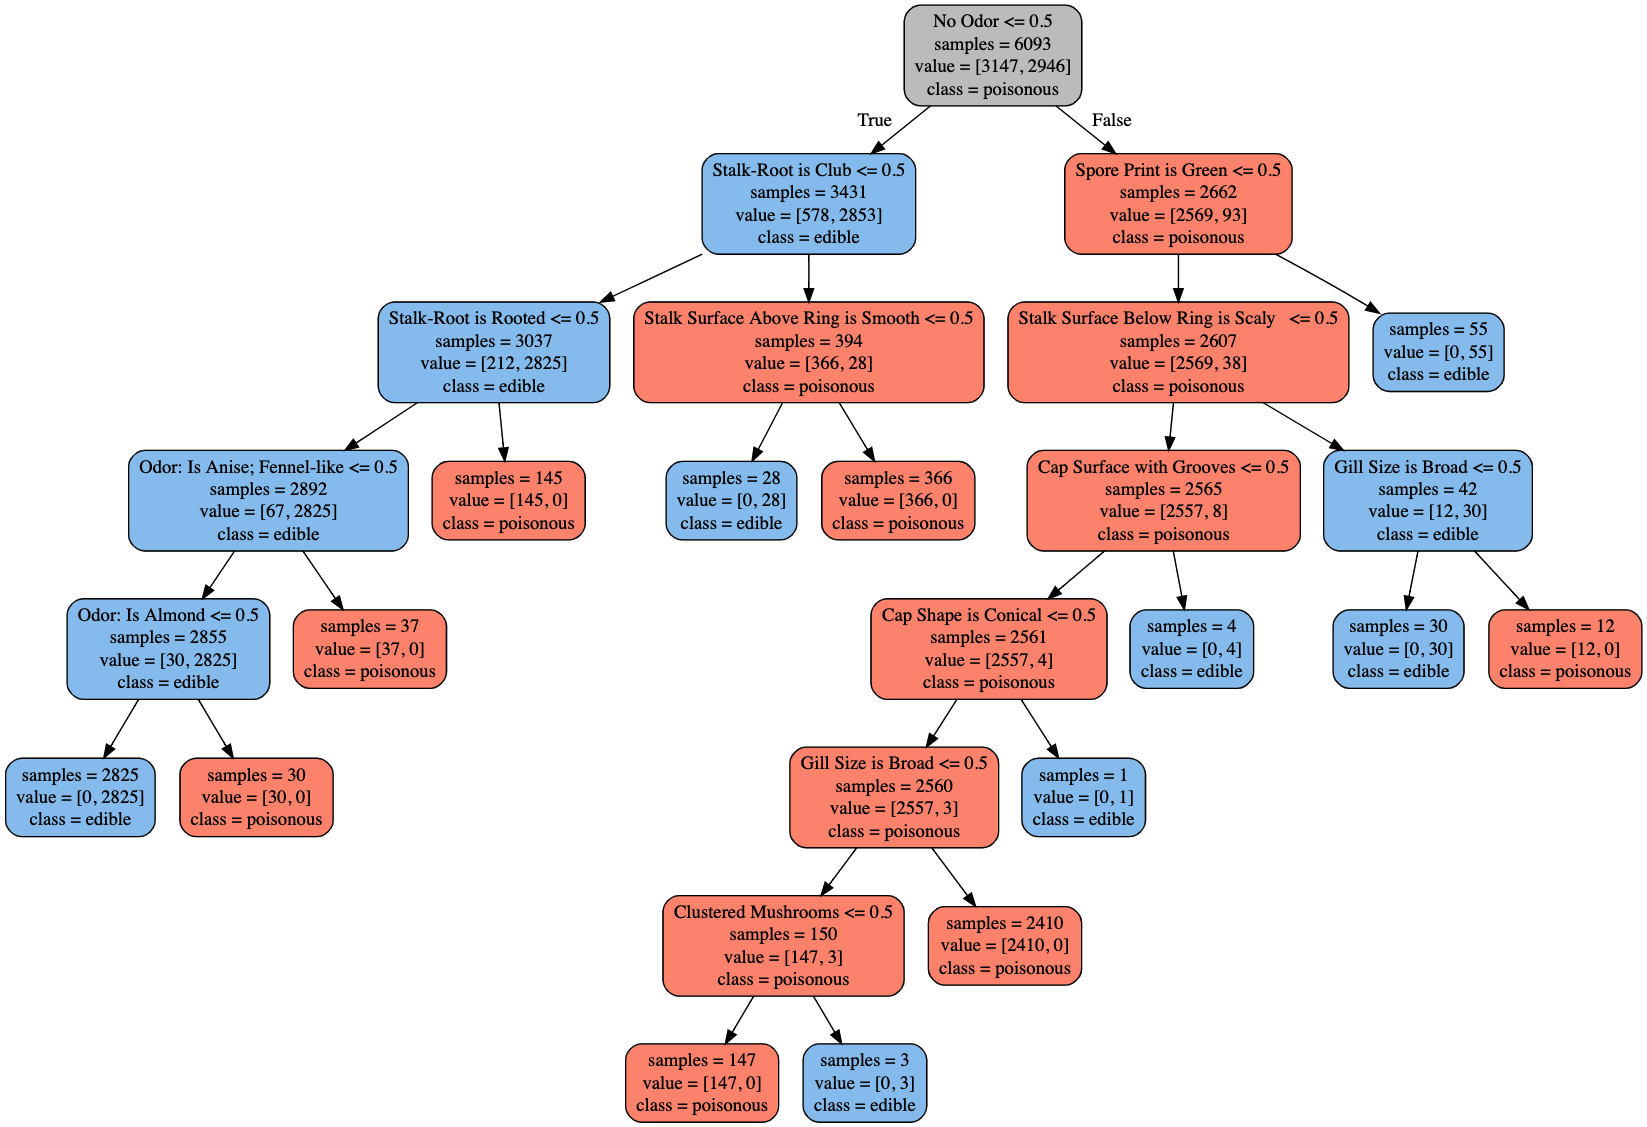 No Odor <= 0.5
samples = 6093
value = [3147, 2946]
class = poisonous
True
False
Stalk-Root is Club <= 0.5
samples = 3431
value = [578, 2853]
class = edible
Spore Print is Green <= 0.5
samples = 2662
value = [2569, 93]
class = poisonous
Stalk-Root is Rooted <= 0.5
samples = 3037
value = [212, 2825]
class = edible
Stalk Surface Above Ring is Smooth <= 0.5
samples = 394
value = [366, 28]
class = poisonous
Stalk Surface Below Ring is Scaly <= 0.5
samples = 2607
value = [2569, 38]
class = poisonous
samples = 55
value = [0, 55]
class = edible
Odor: Is Anise; Fennel-like <= 0.5
samples = 2892
value = [67, 2825]
class = edible
samples = 145
value = [145, 0]
class = poisonous
samples = 28
value = [0, 28]
class = edible
samples = 366
value = [366, 0]
class = poisonous
Cap Surface with Grooves <= 0.5
samples = 2565
value = [2557, 8]
class = poisonous
Gill Size is Broad <= 0.5
samples = 42
value = [12, 30]
class = edible
Odor: Is Almond <= 0.5
samples = 2855
value = [30, 2825]
class = edible
samples = 37
value = [37, 0]
class = poisonous
Cap Shape is Conical <= 0.5
samples = 2561
value = [2557, 4]
class = poisonous
samples = 4
value = [0, 4]
class = edible
samples = 30
value = [0, 30]
class = edible
samples = 12
value = [12, 0]
class = poisonous
samples = 2825
value = [0, 2825]
class = edible
samples = 30
value = [30, 0]
class = poisonous
Gill Size is Broad <= 0.5
samples = 2560
value = [2557, 3]
class = poisonous
samples = 1
value = [0, 1]
class = edible
Clustered Mushrooms <= 0.5
samples = 150
value = [147, 3]
class = poisonous
samples = 2410
value = [2410, 0]
class = poisonous
samples = 147
value = [147, 0]
class = poisonous
samples = 3
value = [0, 3]
class = edible